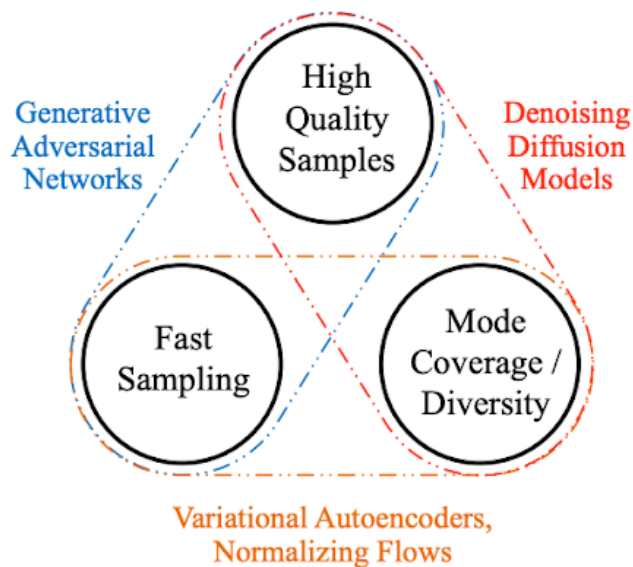 High
Quality
Samples
Generative
Adversarial
Networks
Denoising
Diffusion
Models
Fast
Sampling
Mode
Coverage /
Diversity
Variational Autoencoders,
Normalizing Flows